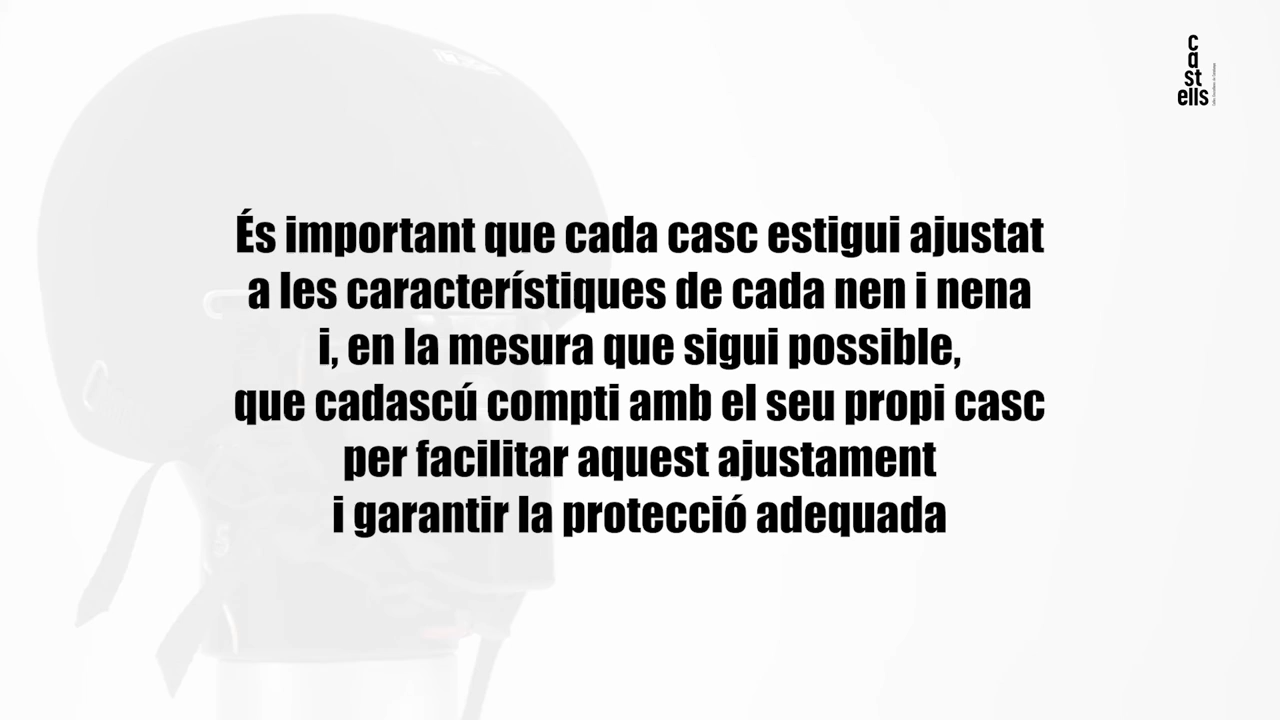 c
a
st
ells
És important que cada casc estigui ajustat
a les característiques de cada nen i nena
i, en la mesura que sigui possible,
que cadascú compti amb el seu propi casc
per facilitar aquest ajustament
i garantir la protecció adequada